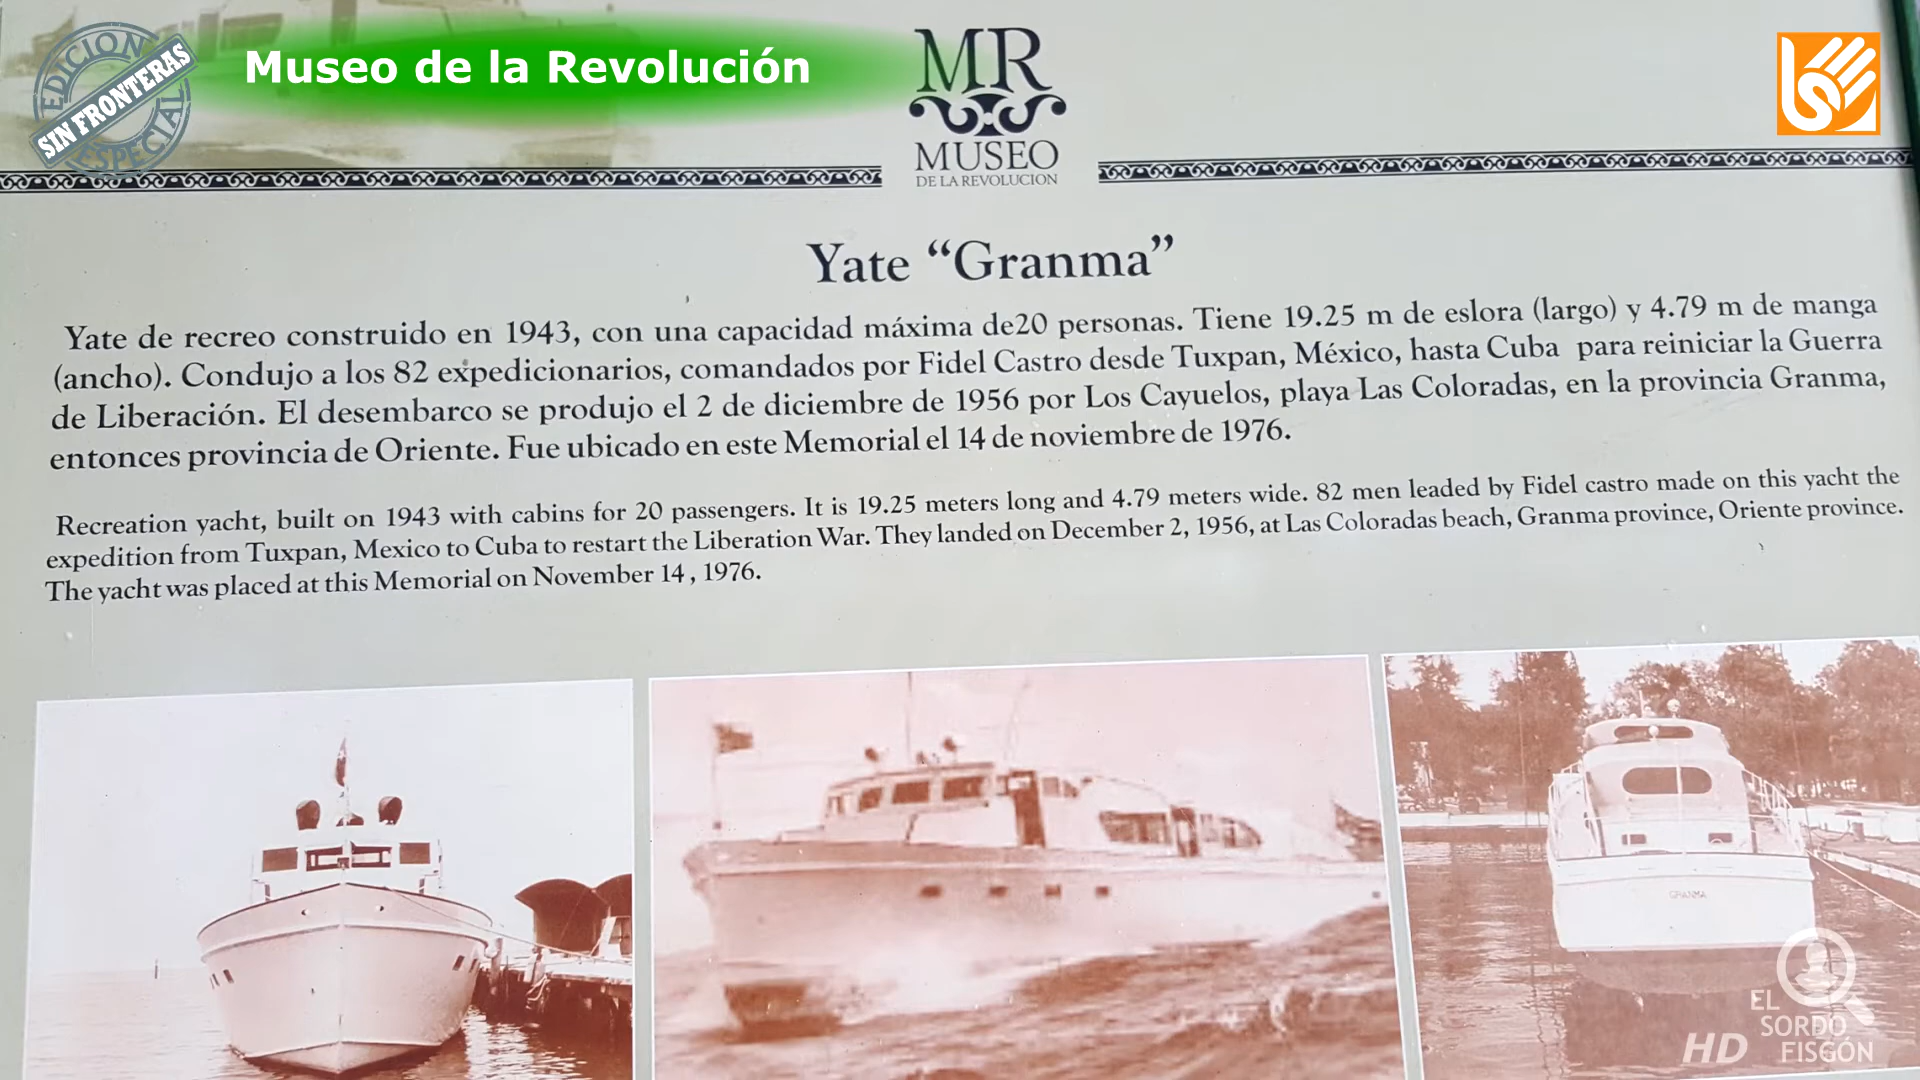 EDICION
SIN FRONTERAS
ESPECIAL
Museo de la Revolución
MR
MUSEO
DE LA REVOLUCION
Yate “Granma”
Yate de recreo construido en 1943, con una capacidad máxima de20 personas. Tiene 19.25 m de eslora (largo) y 4.79 m de manga
(ancho). Condujo a los 82 expedicionarios, comandados por Fidel Castro desde Tuxpan, México, hasta Cuba para reiniciar la Guerra
de Liberación. El desembarco se produjo el 2 de diciembre de 1956 por Los Cayuelos, playa Las Coloradas, en la provincia Granma,
entonces provincia de Oriente. Fue ubicado en este Memorial el 14 de noviembre de 1976.
Recreation yacht, built on 1943 with cabins for 20 passengers. It is 19.25 meters long and 4.79 meters wide. 82 men leaded by Fidel castro made on this yacht the
expedition from Tuxpan, Mexico to Cuba to restart the Liberation War. They landed on December 2, 1956, at Las Coloradas beach, Granma province, Oriente province.
The yacht was placed at this Memorial on November 14 , 1976.
GRANMA
EL
SORDO
HD FISGÓN